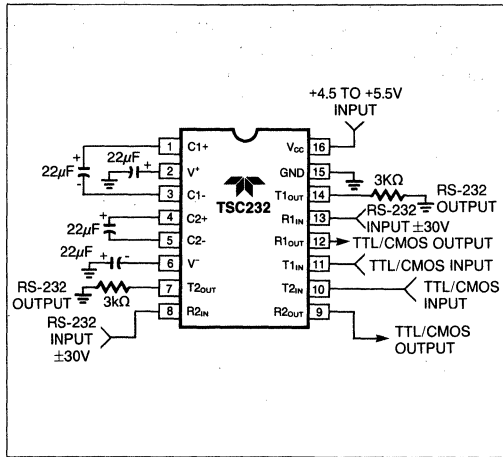 +4.5 TO +5.5V
INPUT
1 C1+ VCC 16
+
22µF
-
22µF +
2 V+ GND 15
3 C1- T1OUT 14
3KΩ
RS-232
OUTPUT
TSC232
4 C2+ R1IN 13
RS-232
INPUT ±30V
22µF +
5 C2- R1OUT 12
TTL/CMOS OUTPUT
22µF + -
6 V- T1IN 11
TTL/CMOS INPUT
RS-232
OUTPUT
3kΩ
7 T2OUT T2IN 10
TTL/CMOS
INPUT
RS-232
INPUT
±30V
8 R2IN R2OUT 9
TTL/CMOS
OUTPUT